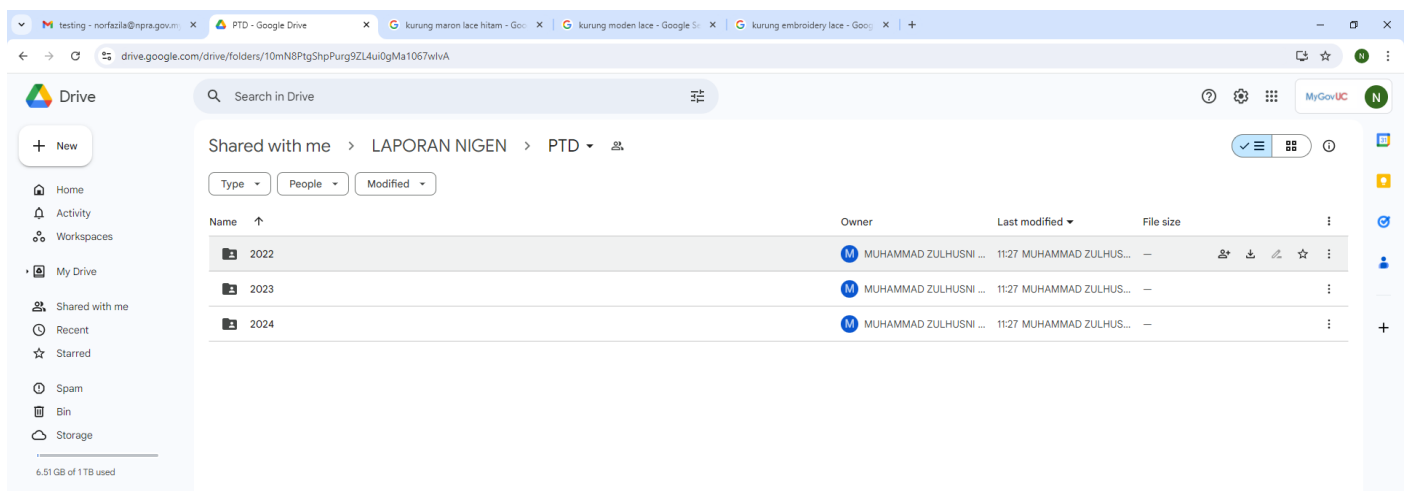 testing - norfazila@npra.gov.m
PTD - Google Drive
kurung maron lace hitam - Goo
kurung moden lace - Google Se
kurung embroidery lace - Goog
drive.google.com/drive/folders/10mN8PtgShpPurg9ZL4ui0gMa1067wIvA
N
Drive
Search in Drive
MyGovUC
N
New
Shared with me > LAPORAN NIGEN > PTD
31
Type
People
Modified
Home
Activity
Workspaces
My Drive
Shared with me
Recent
Starred
Spam
Bin
Storage
6.51 GB of 1 TB used
Name Owner Last modified File size
2022 M MUHAMMAD ZULHUSNI ... 11:27 MUHAMMAD ZULHUS... —
2023 M MUHAMMAD ZULHUSNI ... 11:27 MUHAMMAD ZULHUS... —
2024 M MUHAMMAD ZULHUSNI ... 11:27 MUHAMMAD ZULHUS... —